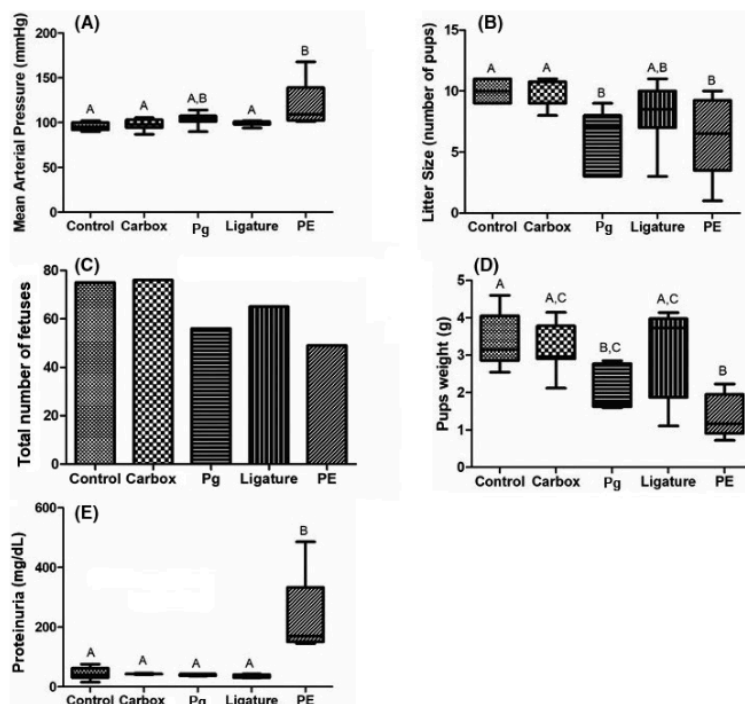 (A)
Mean Arterial Pressure (mmHg)
200
150
100
50
0
A
A
A,B
A
B
Control Carbox Pg Ligature PE
(B)
Litter Size (number of pups)
15
10
5
0
A
A
B
A,B
B
Control Carbox Pg Ligature PE
(C)
Total number of fetuses
80
60
40
20
0
Control Carbox Pg Ligature PE
(D)
Pups weight (g)
5
4
3
2
1
0
A
A,C
B,C
A,C
B
Control Carbox Pg Ligature PE
(E)
Proteinuria (mg/dL)
600
400
200
0
A
A
A
A
B
Control Carbox Pg Ligature PE